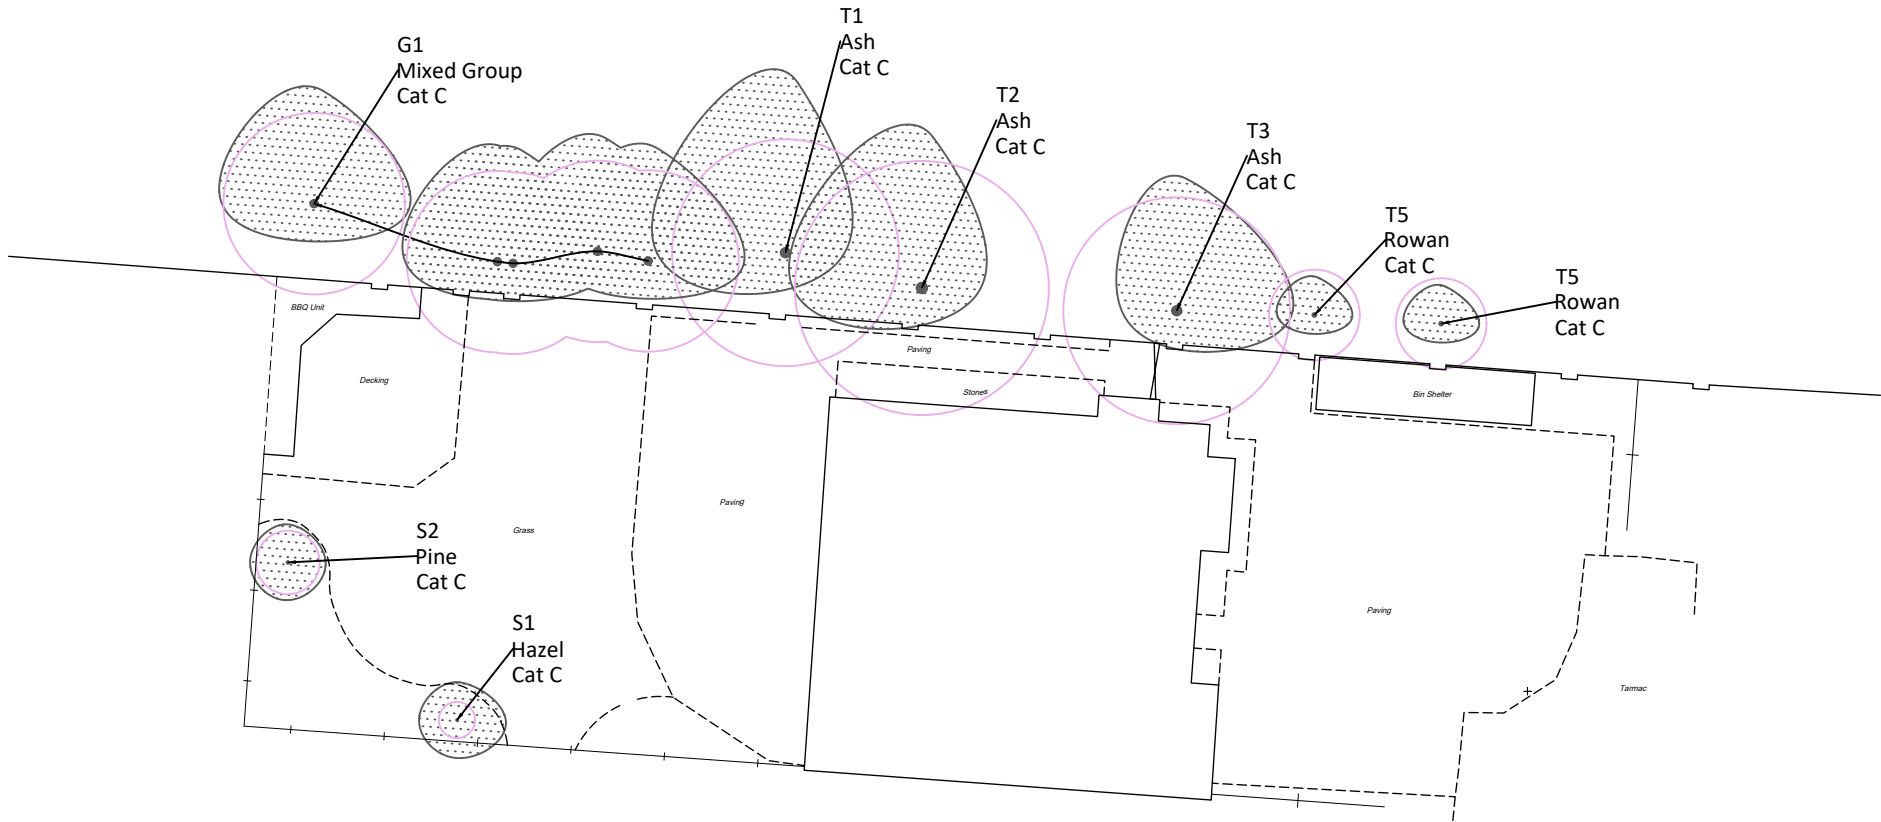 T1
Ash
Cat C
G1
Mixed Group
Cat C
T2
Ash
Cat C
T3
Ash
Cat C
T5
Rowan
Cat C
T5
Rowan
Cat C
BBQ Unit
Decking
Paving
Stones
Bin Shelter
Grass
Paving
S2
Pine
Cat C
S1
Hazel
Cat C
Paving
Tarmac